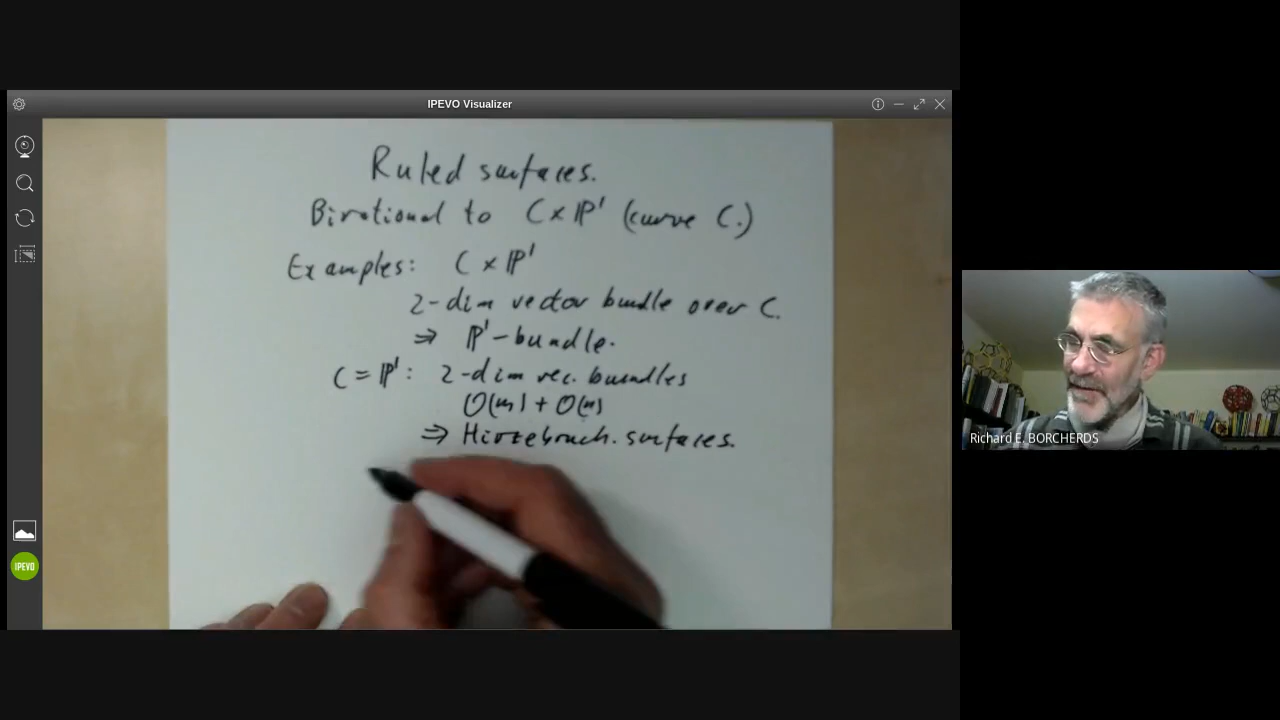 IPEVO Visualizer
Ruled surfaces.
Birational to C × ℙ¹ (curve C.)
Examples: C × ℙ¹
2-dim vector bundle over C.
⇒ ℙ¹-bundle.
C = ℙ¹: 2-dim vec. bundles
O(m) + O(n)
⇒ Hirzebruch. surfaces.
Richard E. BORCHERDS
IPEVO